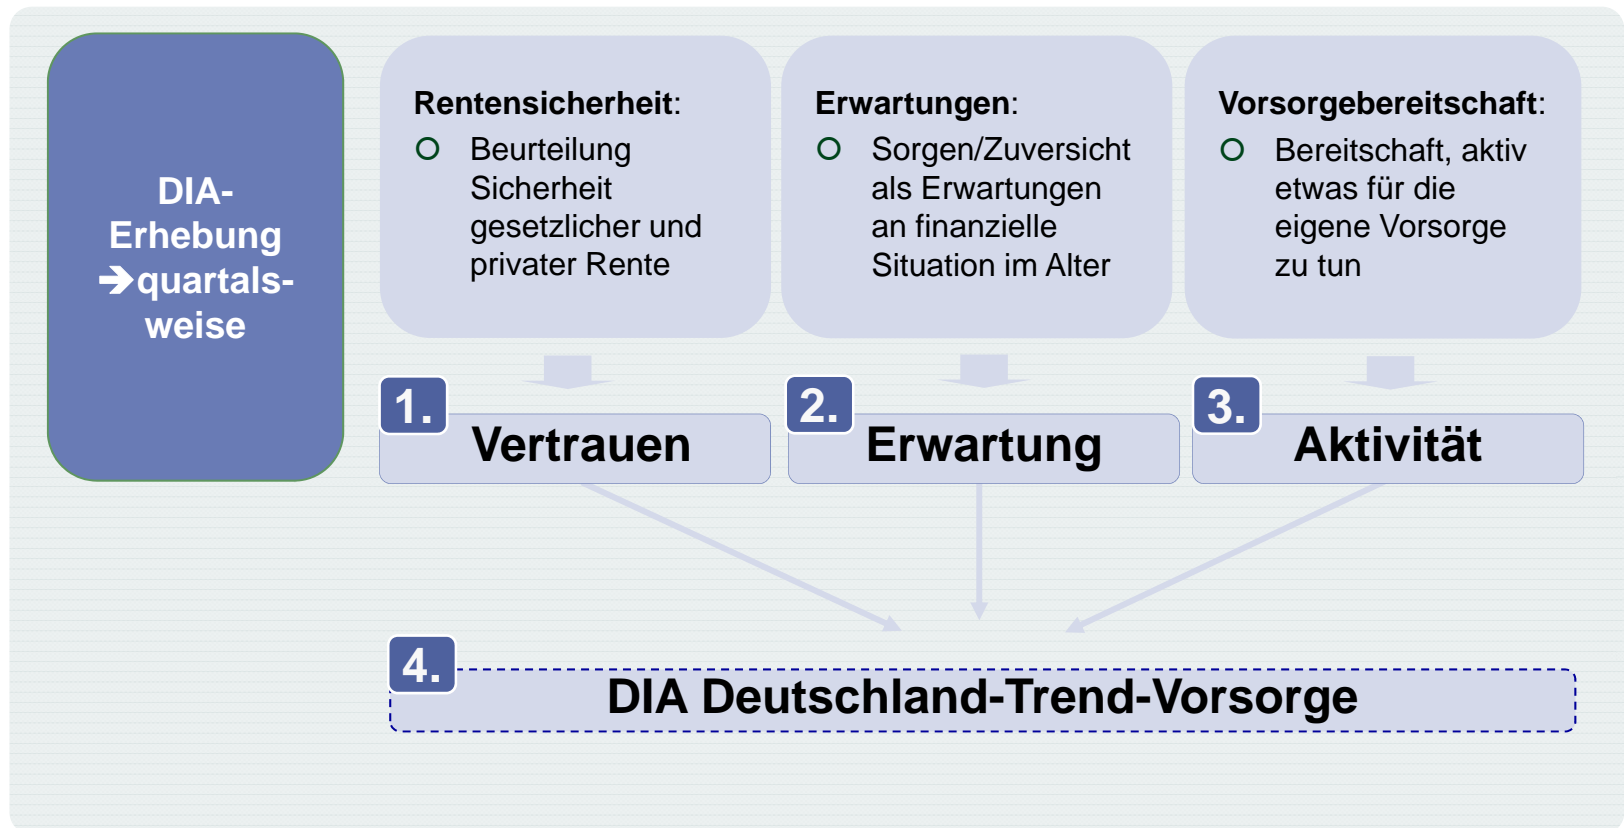 DIA-
Erhebung
➔quartals-
weise
Rentensicherheit:
Beurteilung
Sicherheit
gesetzlicher und
privater Rente
Erwartungen:
Sorgen/Zuversicht
als Erwartungen
an finanzielle
Situation im Alter
Vorsorgebereitschaft:
Bereitschaft, aktiv
etwas für die
eigene Vorsorge
zu tun
1.
Vertrauen
2.
Erwartung
3.
Aktivität
4.
DIA Deutschland-Trend-Vorsorge